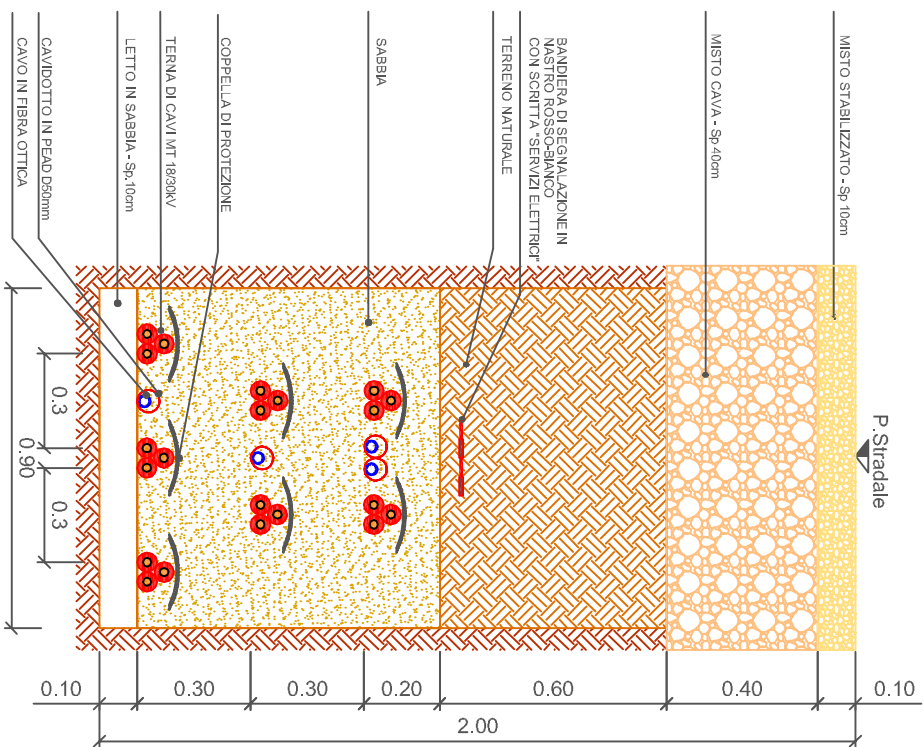 MISTO STABILIZZATO - Sp 10cm
MISTO CAVA - Sp 40cm
BANDIERA DI SEGNALAZIONE IN
NASTRO ROSSO-BIANCO
CON SCRITTA "SERVIZI ELETTRICI"
TERRENO NATURALE
SABBIA
COPPELLA DI PROTEZIONE
TERNA DI CAVI MT 18/30kV
LETTO IN SABBIA - Sp.10cm
CAVIDOTTO IN PEAD D50mm
CAVO IN FIBRA OTTICA
P.Stradale
0.3
0.3
0.90
0.10
0.30
0.30
0.20
0.60
0.40
0.10
2.00